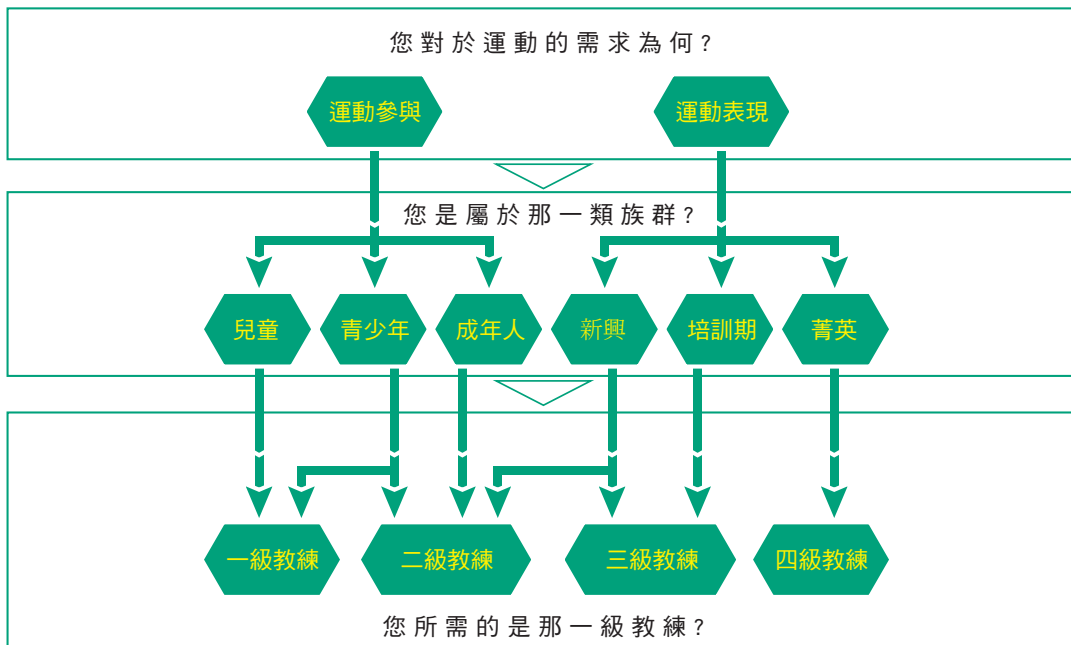 您對於運動的需求為何?
運動參與
運動表現
您是屬於那一類族群?
兒童
青少年
成年人
新興
培訓期
菁英
一級教練
二級教練
三級教練
四級教練
您所需的是那一級教練?